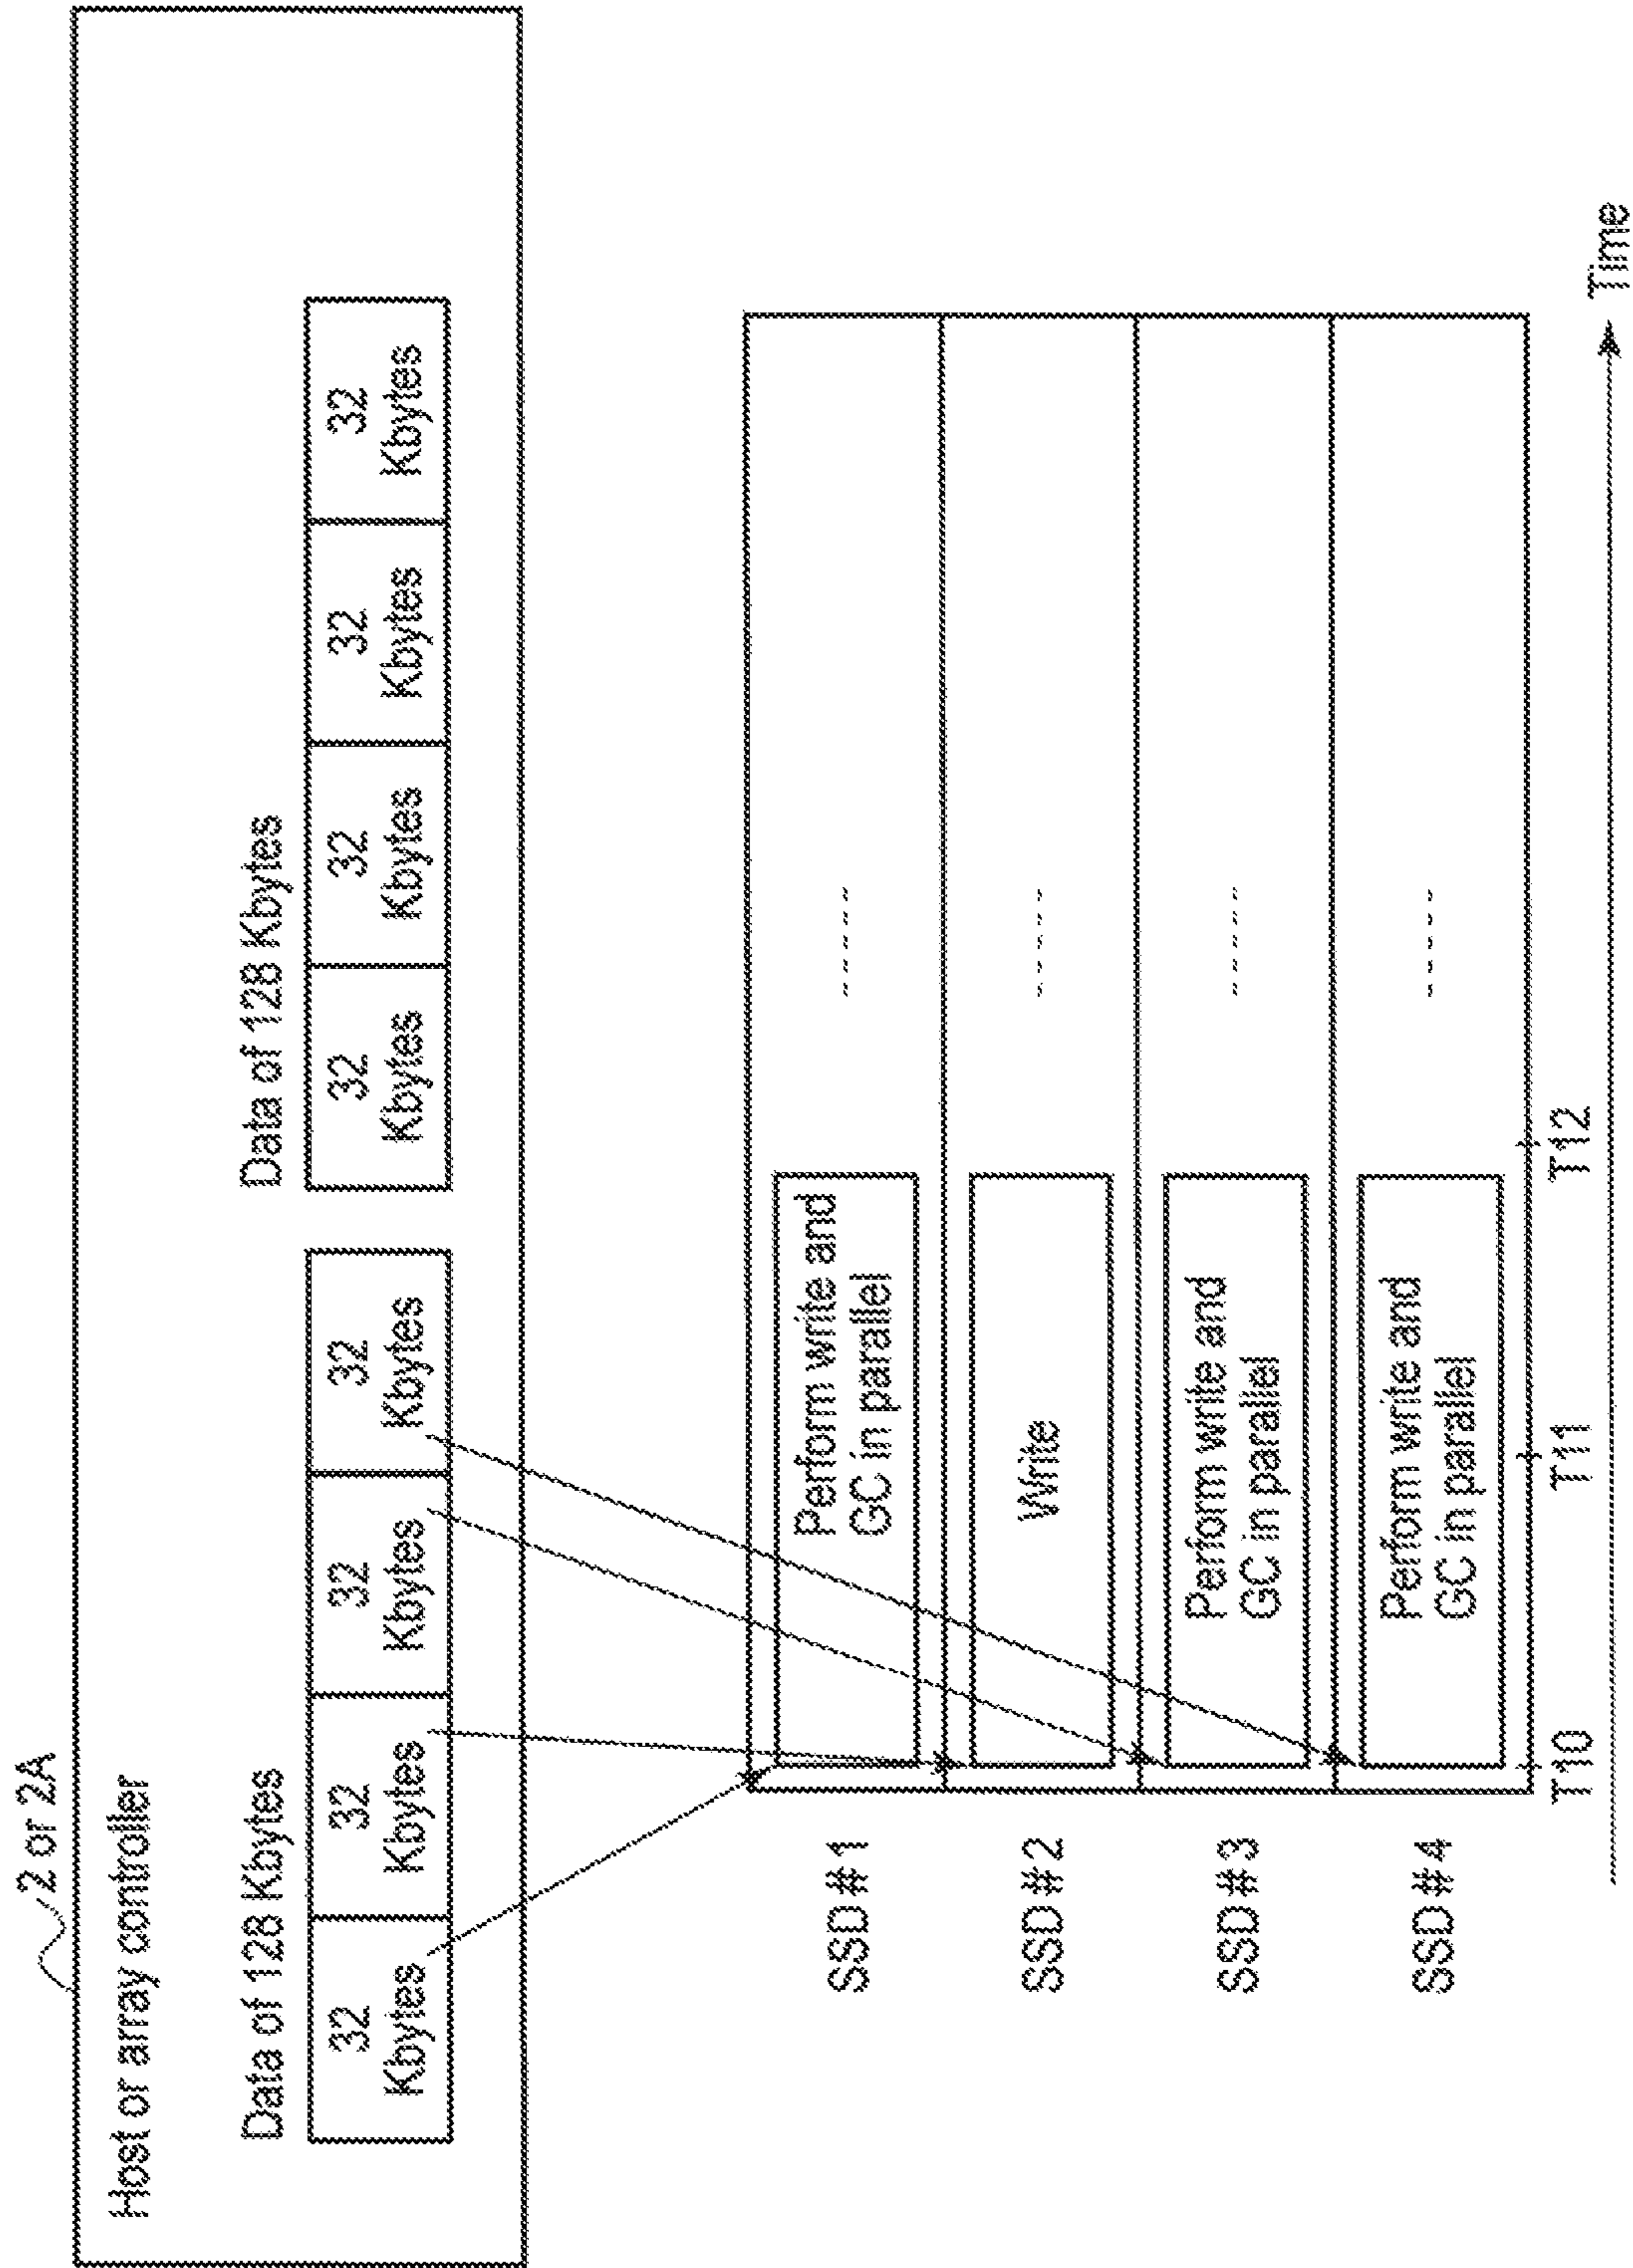 2 or 2A
Host or array controller
Data of 128 Kbytes
Data of 128 Kbytes
32
Kbytes
32
Kbytes
32
Kbytes
32
Kbytes
32
Kbytes
32
Kbytes
32
Kbytes
32
Kbytes
SSD#1
Perform write and
GC in parallel
-----
SSD#2
Write
-----
SSD#3
Perform write and
GC in parallel
-----
SSD#4
Perform write and
GC in parallel
-----
T10
T11
T12
Time